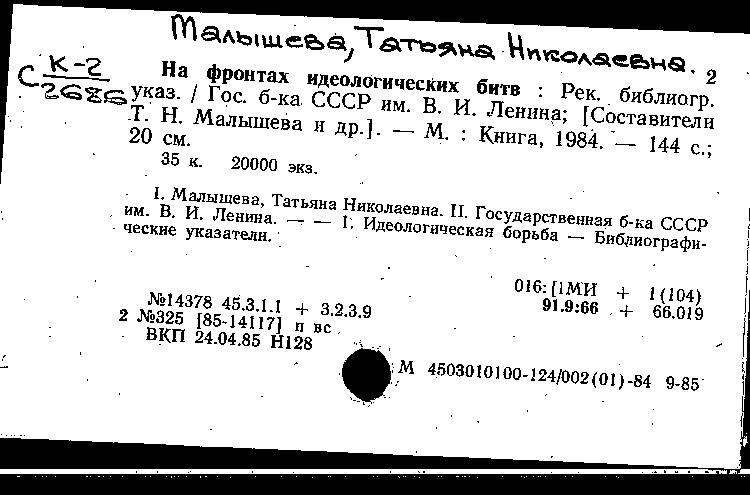 Малышева, Татьяна Николаевна. 2
С К-2
2686
На фронтах идеологических битв : Рек. библиогр.
указ. / Гос. б-ка СССР им. В. И. Ленина; [Составители
Т. Н. Малышева и др.]. — М. : Книга, 1984. — 144 с.;
20 см.
35 к. 20000 экз.
I. Малышева, Татьяна Николаевна. II. Государственная б-ка СССР
им. В. И. Ленина. — — 1. Идеологическая борьба — Библиографи-
ческие указатели.
016:[1МИ + 1(104)
№14378 45.3.1.1 + 3.2.3.9 91.9:66 + 66.019
2 №325 [85-14117] п вс
ВКП 24.04.85 Н128
М 4503010100-124/002(01)-84 9-85